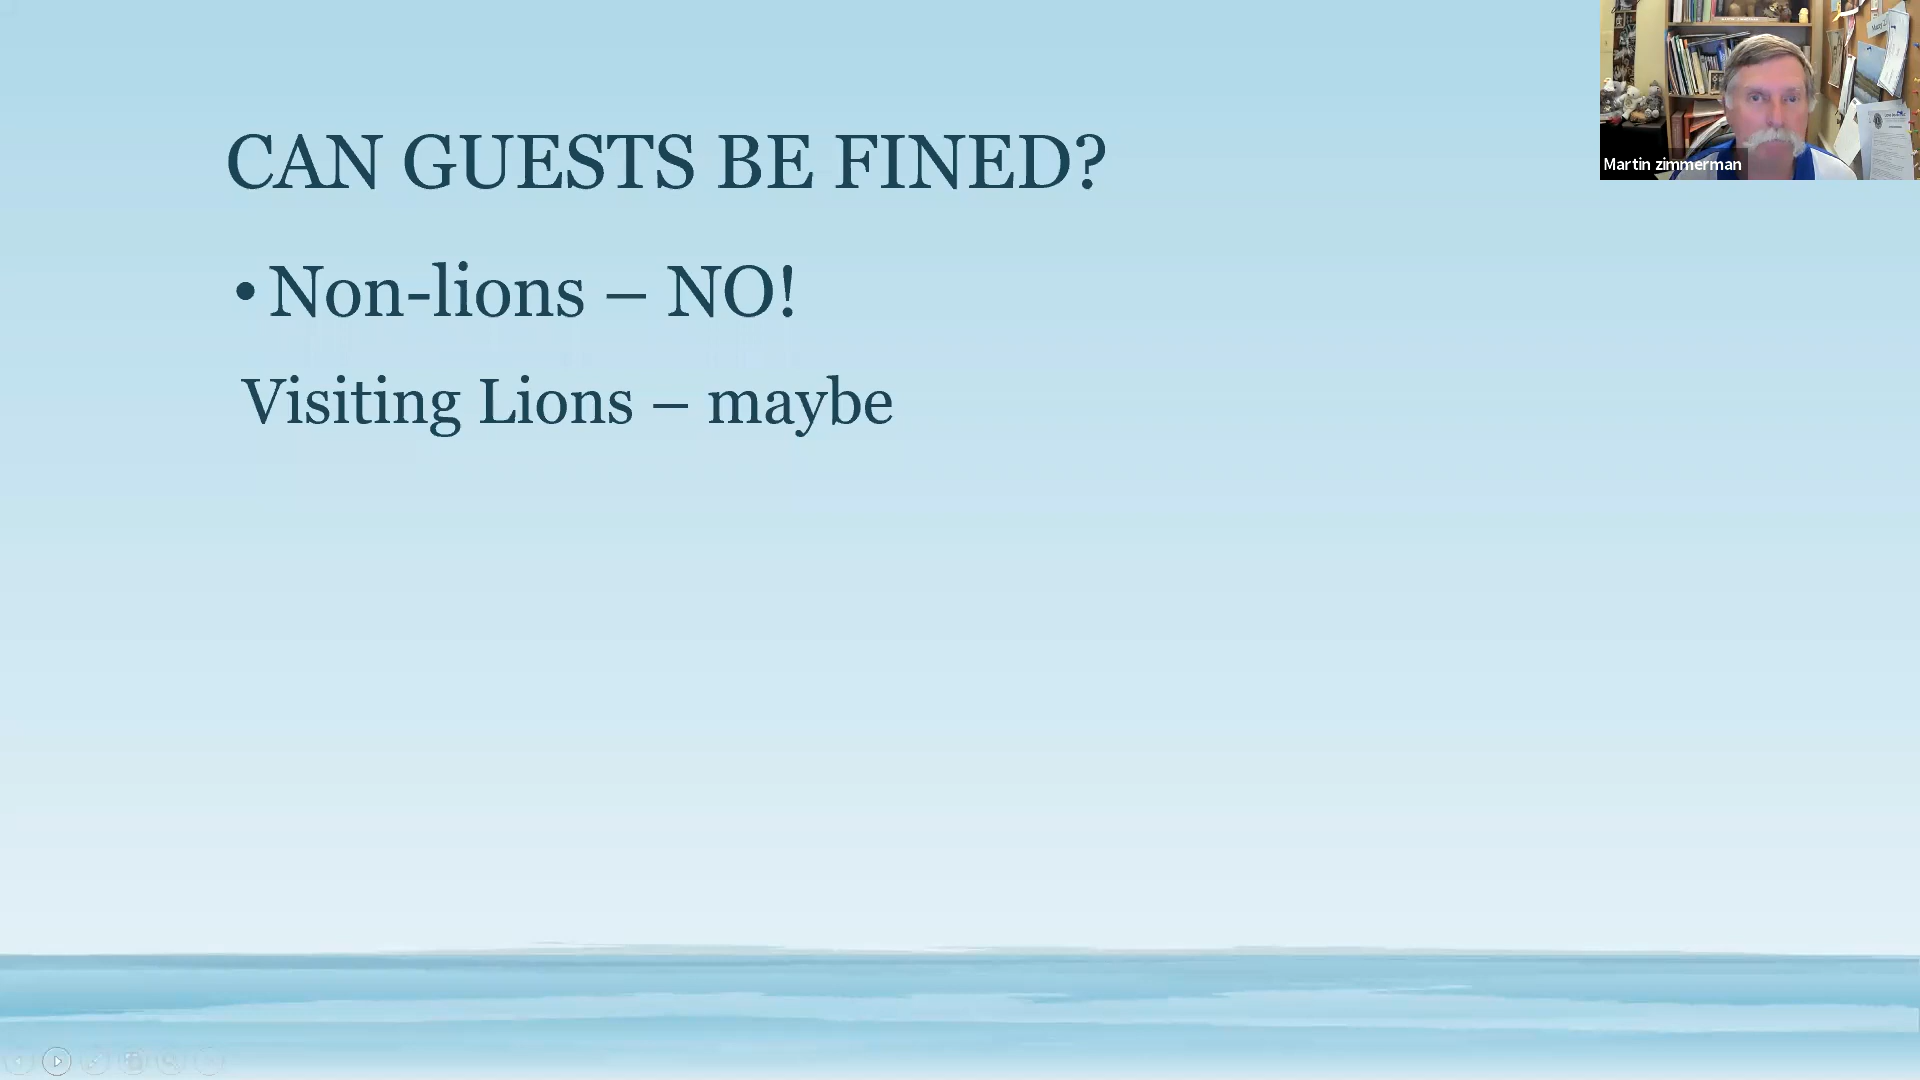 CAN GUESTS BE FINED?
• Non-lions – NO!
Visiting Lions – maybe
Martin zimmerman